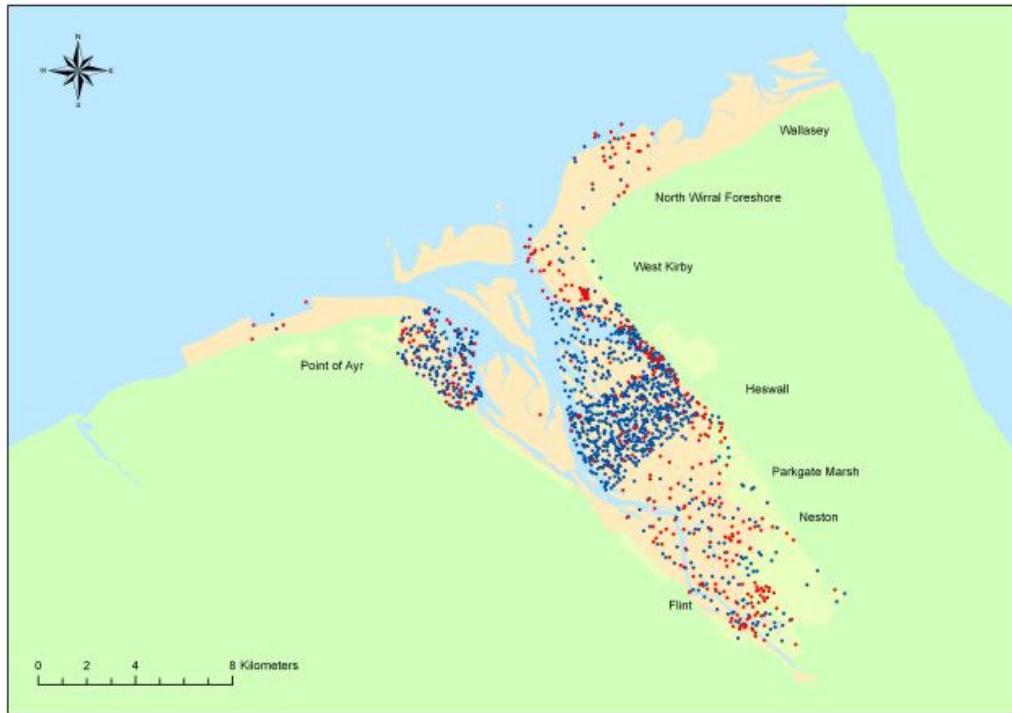 N
W E
S
Wallasey
North Wirral Foreshore
West Kirby
Point of Ayr
Heswall
Parkgate Marsh
Neston
Flint
0 2 4 8 Kilometers